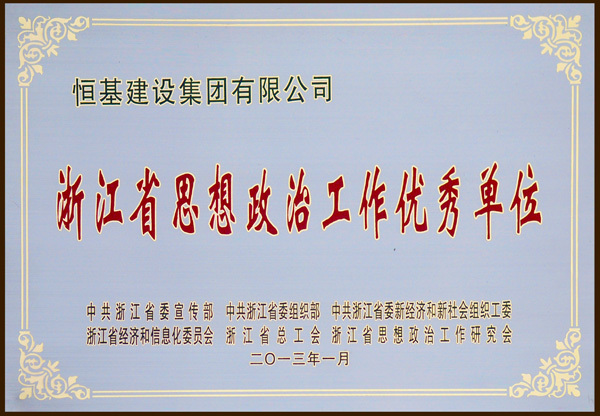 恒基建设集团有限公司
浙江省思想政治工作优秀单位
中共浙江省委宣传部 中共浙江省委组织部 中共浙江省委新经济和新社会组织工委
浙江省经济和信息化委员会 浙江省总工会 浙江省思想政治工作研究会
二〇一三年一月